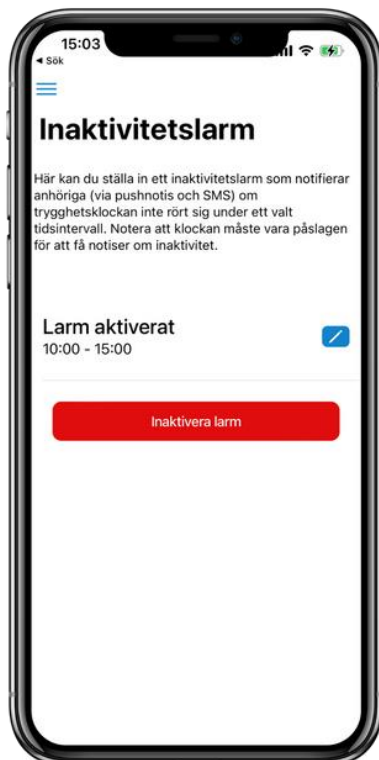 15:03
◄ Sök
Inaktivitetslarm
Här kan du ställa in ett inaktivitetslarm som notifierar
anhöriga (via pushnotis och SMS) om
trygghetsklockan inte rört sig under ett valt
tidsintervall. Notera att klockan måste vara påslagen
för att få notiser om inaktivitet.
Larm aktiverat
10:00 - 15:00
Inaktivera larm